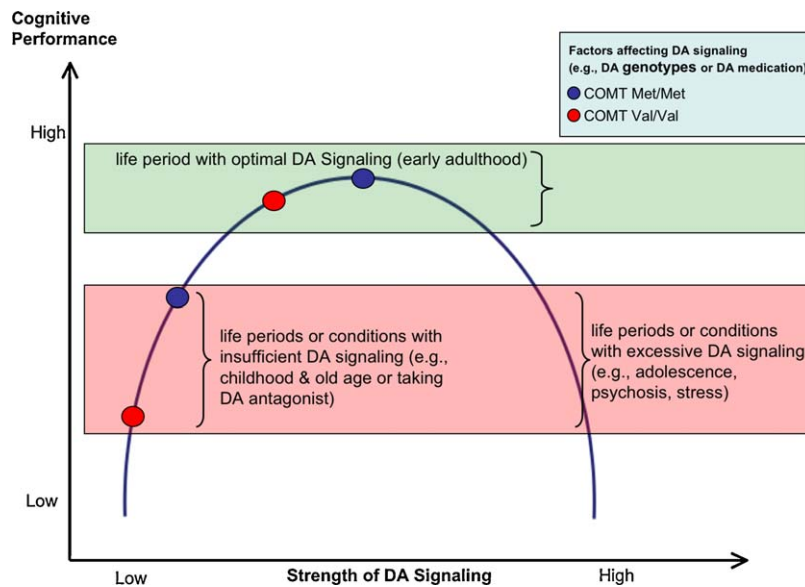 Cognitive
Performance
Factors affecting DA signaling
(e.g., DA genotypes or DA medication)
COMT Met/Met
COMT Val/Val
High
life period with optimal DA Signaling (early adulthood)
life periods or conditions with
insufficient DA signaling (e.g.,
childhood & old age or taking
DA antagonist)
life periods or conditions
with excessive DA signaling
(e.g., adolescence,
psychosis, stress)
Low
Low
Strength of DA Signaling
High